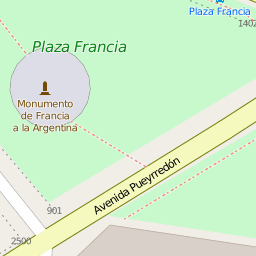 Plaza Francia
1402
Plaza Francia
Monumento
de Francia
a la Argentina
Avenida Pueyrredón
901
2500